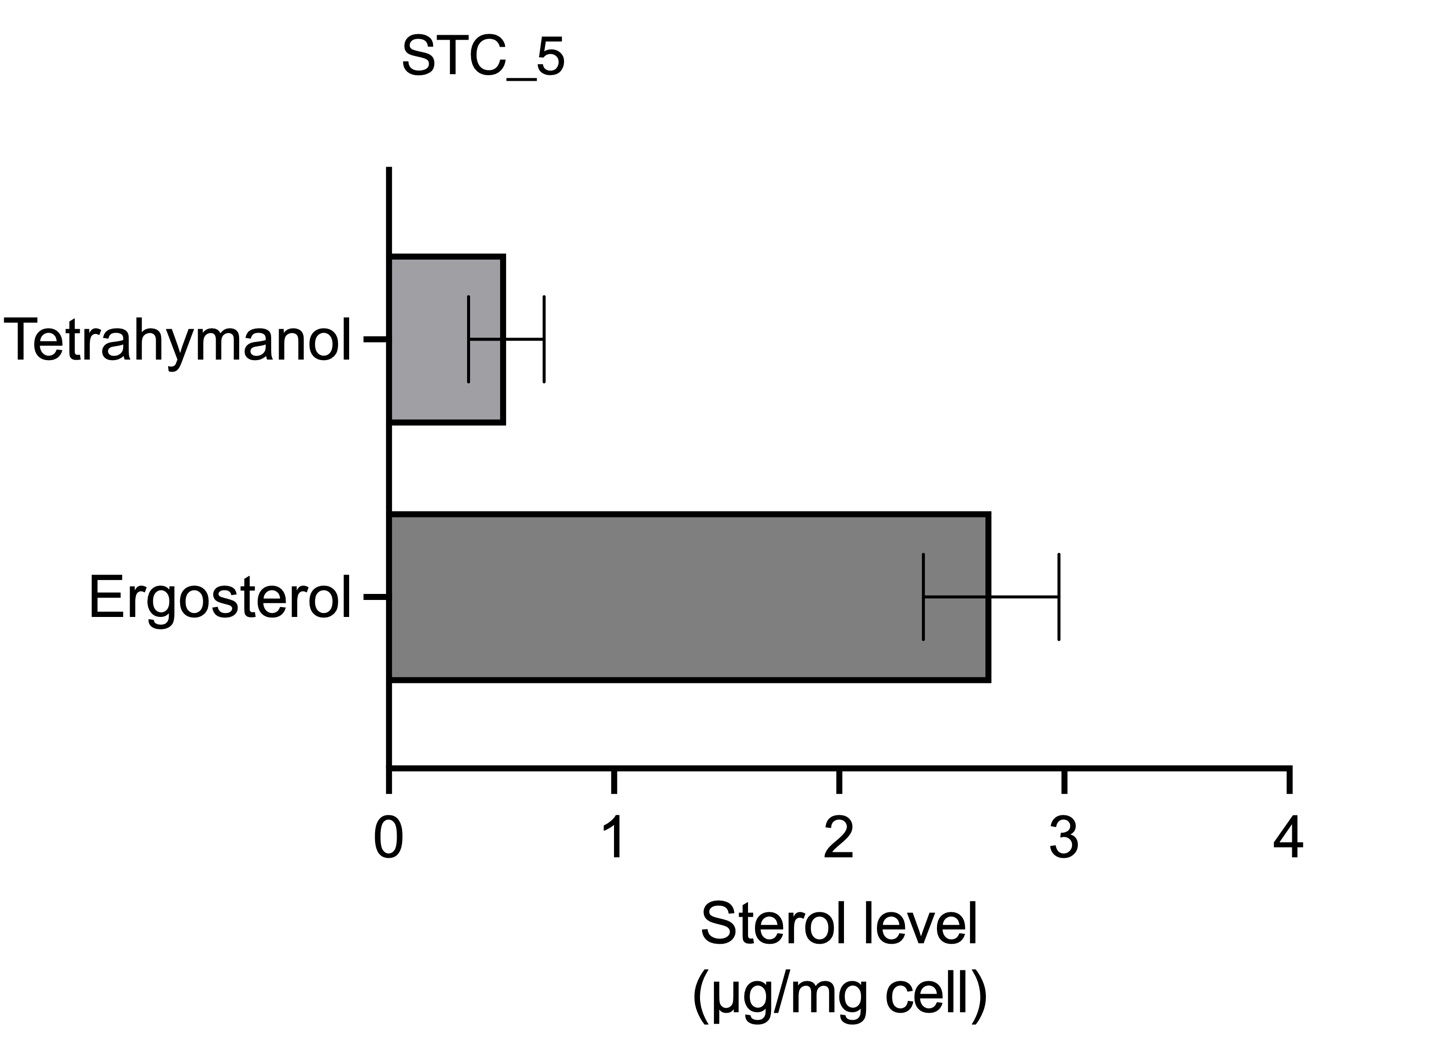 STC_5
Tetrahymanol
Ergosterol
0 1 2 3 4
Sterol level
(µg/mg cell)